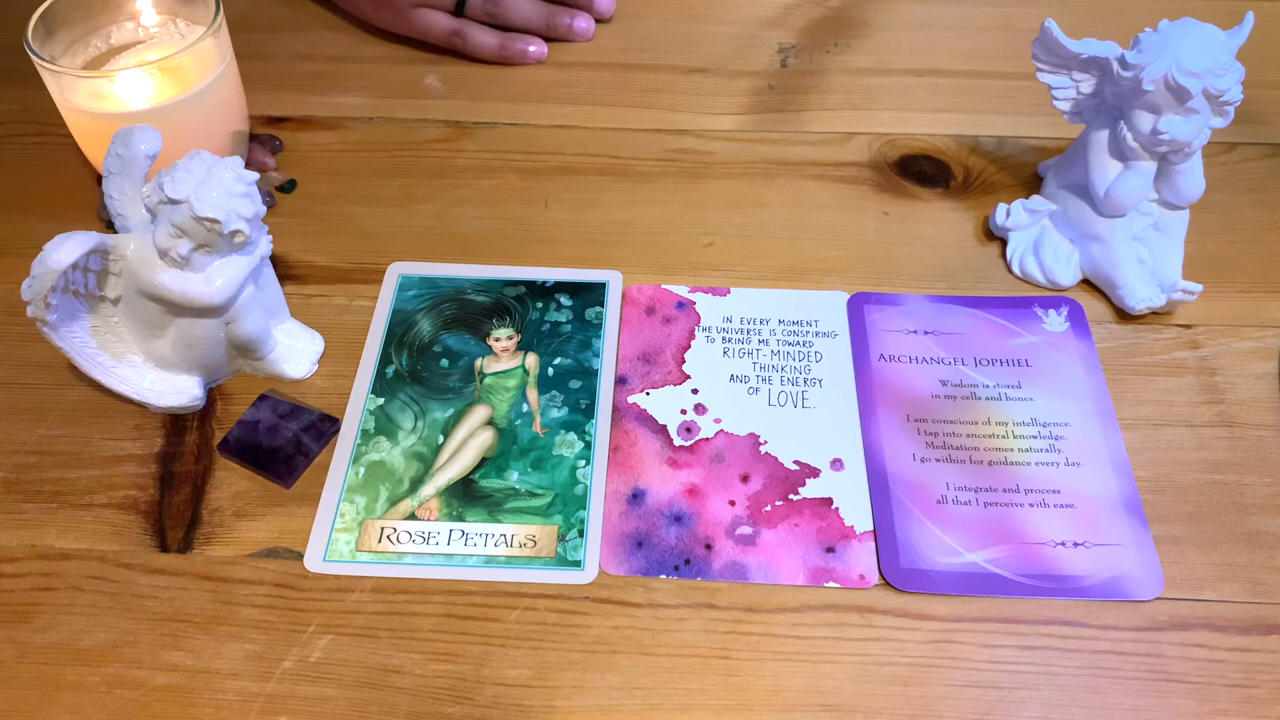 ROSE PETALS
IN EVERY MOMENT
THE UNIVERSE IS CONSPIRING
TO BRING ME TOWARD
RIGHT-MINDED
THINKING
AND THE ENERGY
OF LOVE.
ARCHANGEL JOPHIEL
Wisdom is stored
in my cells and bones.
I am conscious of my intelligence.
I tap into ancestral knowledge.
Meditation comes naturally.
I go within for guidance every day.
I integrate and process
all that I perceive with ease.